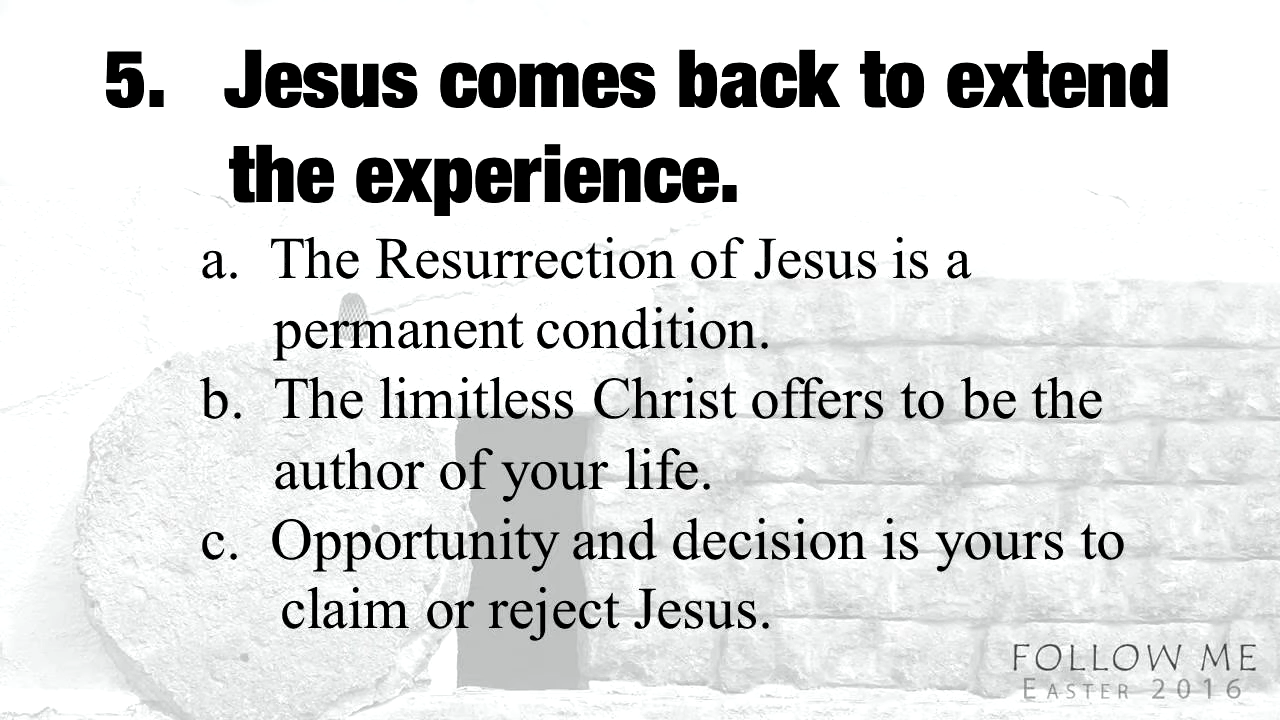 5. Jesus comes back to extend
the experience.
a. The Resurrection of Jesus is a
permanent condition.
b. The limitless Christ offers to be the
author of your life.
c. Opportunity and decision is yours to
claim or reject Jesus.
FOLLOW ME
EASTER 2016